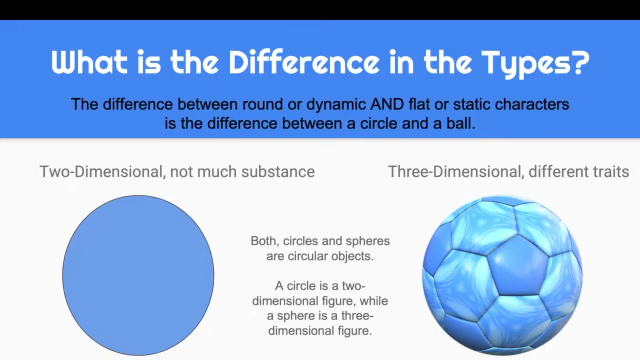 What is the Difference in the Types?
The difference between round or dynamic AND flat or static characters
is the difference between a circle and a ball.
Two-Dimensional, not much substance
Three-Dimensional, different traits
Both, circles and spheres
are circular objects.
A circle is a two-
dimensional figure, while
a sphere is a three-
dimensional figure.